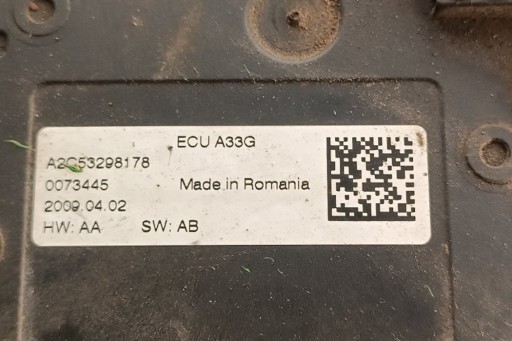 ECU A33G
A2C53298178
0073445 Made in Romania
2009.04.02
HW: AA SW: AB